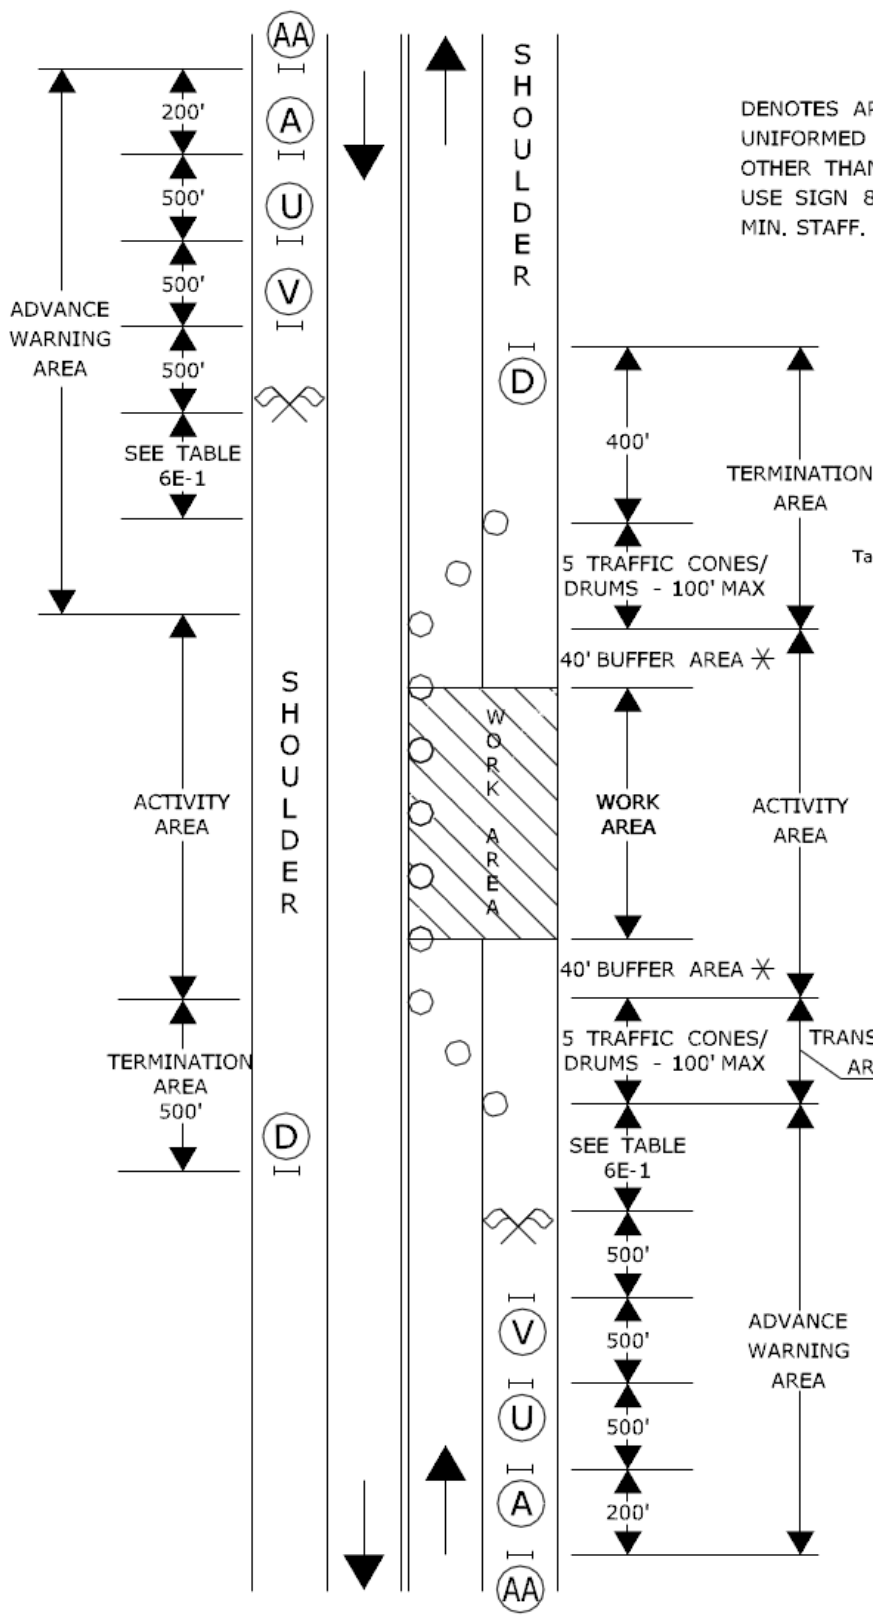 AA
200'
A
500'
U
500'
V
500'
ADVANCE
WARNING
AREA
SEE TABLE
6E-1
SHOULDER
ACTIVITY
AREA
TERMINATION
AREA
500'
D
SHOULDER
DENOTES
UNIFORMED
OTHER THAN
USE SIGN 8
MIN. STAFF.
D
400'
TERMINATION
AREA
Ta
5 TRAFFIC CONES/
DRUMS - 100' MAX
40' BUFFER AREA *
WORK AREA
WORK
AREA
ACTIVITY
AREA
40' BUFFER AREA *
5 TRAFFIC CONES/
DRUMS - 100' MAX
TRANS
AR
SEE TABLE
6E-1
500'
V
500'
U
500'
A
200'
AA
ADVANCE
WARNING
AREA